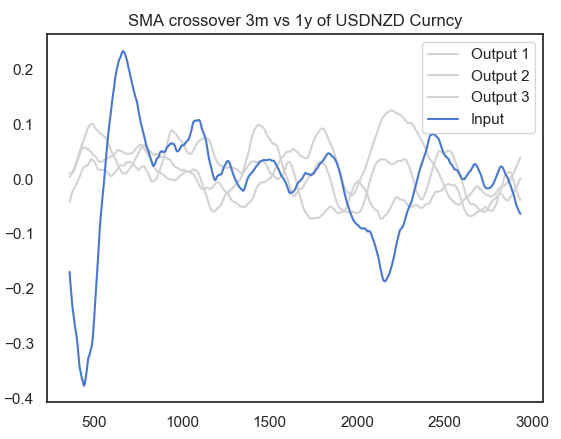 SMA crossover 3m vs 1y of USDNZD Curncy
Output 1
Output 2
Output 3
Input
0.2
0.1
0.0
−0.1
−0.2
−0.3
−0.4
500
1000
1500
2000
2500
3000